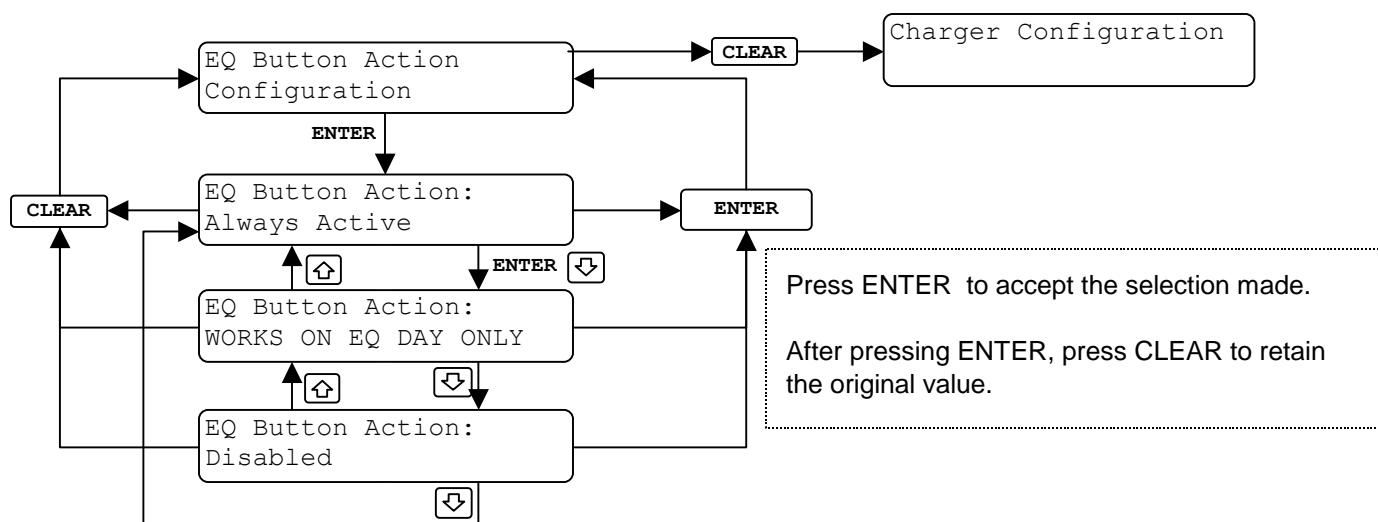 Charger Configuration
EQ Button Action
Configuration
CLEAR
ENTER
EQ Button Action:
Always Active
CLEAR
ENTER
ENTER
EQ Button Action:
WORKS ON EQ DAY ONLY
Press ENTER to accept the selection made.
After pressing ENTER, press CLEAR to retain
the original value.
EQ Button Action:
Disabled